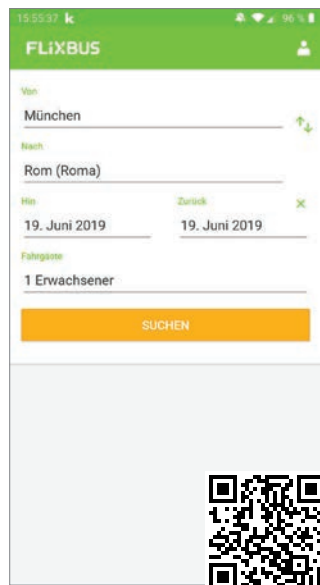 15:55:37 k 96 %
FLiXBUS
Von
München
Nach
Rom (Roma)
Hin Zurück
19. Juni 2019 19. Juni 2019
Fahrgäste
1 Erwachsener
SUCHEN